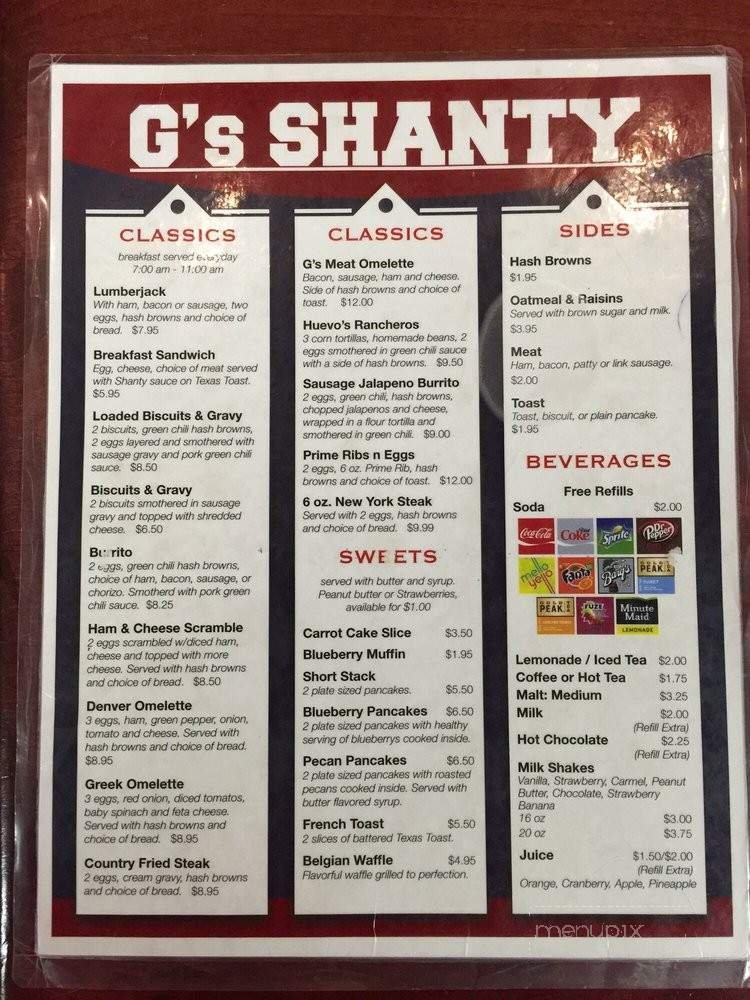 G's SHANTY
CLASSICS
breakfast served everyday
7:00 am - 11:00 am
Lumberjack
With ham, bacon or sausage, two
eggs, hash browns and choice of
bread. $7.95
Breakfast Sandwich
Egg, cheese, choice of meat served
with Shanty sauce on Texas Toast.
$5.95
Loaded Biscuits & Gravy
2 biscuits, green chili hash browns,
2 eggs layered and smothered with
sausage gravy and pork green chili
sauce. $8.50
Biscuits & Gravy
2 biscuits smothered in sausage
gravy and topped with shredded
cheese. $6.50
Burrito
2 eggs, green chili hash browns,
choice of ham, bacon, sausage, or
chorizo. Smotherd with pork green
chili sauce. $8.25
Ham & Cheese Scramble
2 eggs scrambled w/diced ham,
cheese and topped with more
cheese. Served with hash browns
and choice of bread. $8.50
Denver Omelette
3 eggs, ham, green pepper, onion,
tomato and cheese. Served with
hash browns and choice of bread.
$8.95
Greek Omelette
3 eggs, red onion, diced tomatos,
baby spinach and feta cheese.
Served with hash browns and
choice of bread. $8.95
Country Fried Steak
2 eggs, cream gravy, hash browns
and choice of bread. $8.95
CLASSICS
G's Meat Omelette
Bacon, sausage, ham and cheese.
Side of hash browns and choice of
toast. $12.00
Huevo's Rancheros
3 corn tortillas, homemade beans, 2
eggs smothered in green chili sauce
with a side of hash browns. $9.50
Sausage Jalapeno Burrito
2 eggs, green chili, hash browns,
chopped jalapenos and cheese,
wrapped in a flour tortilla and
smothered in green chili. $9.00
Prime Ribs n Eggs
2 eggs, 6 oz. Prime Rib, hash
browns and choice of toast. $12.00
6 oz. New York Steak
Served with 2 eggs, hash browns
and choice of bread. $9.99
SWEETS
served with butter and syrup.
Peanut butter or Strawberries,
available for $1.00
Carrot Cake Slice $3.50
Blueberry Muffin $1.95
Short Stack
2 plate sized pancakes. $5.50
Blueberry Pancakes $6.50
2 plate sized pancakes with healthy
serving of blueberrys cooked inside.
Pecan Pancakes $6.50
2 plate sized pancakes with roasted
pecans cooked inside. Served with
butter flavored syrup.
French Toast $5.50
2 slices of battered Texas Toast.
Belgian Waffle $4.95
Flavorful waffle grilled to perfection.
SIDES
Hash Browns
$1.95
Oatmeal & Raisins
Served with brown sugar and milk.
$3.95
Meat
Ham, bacon, patty or link sausage.
$2.00
Toast
Toast, biscuit, or plain pancake.
$1.95
BEVERAGES
Free Refills
Soda $2.00
Coca-Cola Coke Sprite Dr Pepper
mello yello Fanta Barq's GOLD PEAK
GOLD PEAK FUZE Minute Maid
LEMONADE
Lemonade / Iced Tea $2.00
Coffee or Hot Tea $1.75
Malt: Medium $3.25
Milk $2.00
(Refill Extra)
Hot Chocolate $2.25
(Refill Extra)
Milk Shakes
Vanilla, Strawberry, Carmel, Peanut
Butter, Chocolate, Strawberry
Banana
16 oz $3.00
20 oz $3.75
Juice $1.50/$2.00
(Refill Extra)
Orange, Cranberry, Apple, Pineapple
menupix